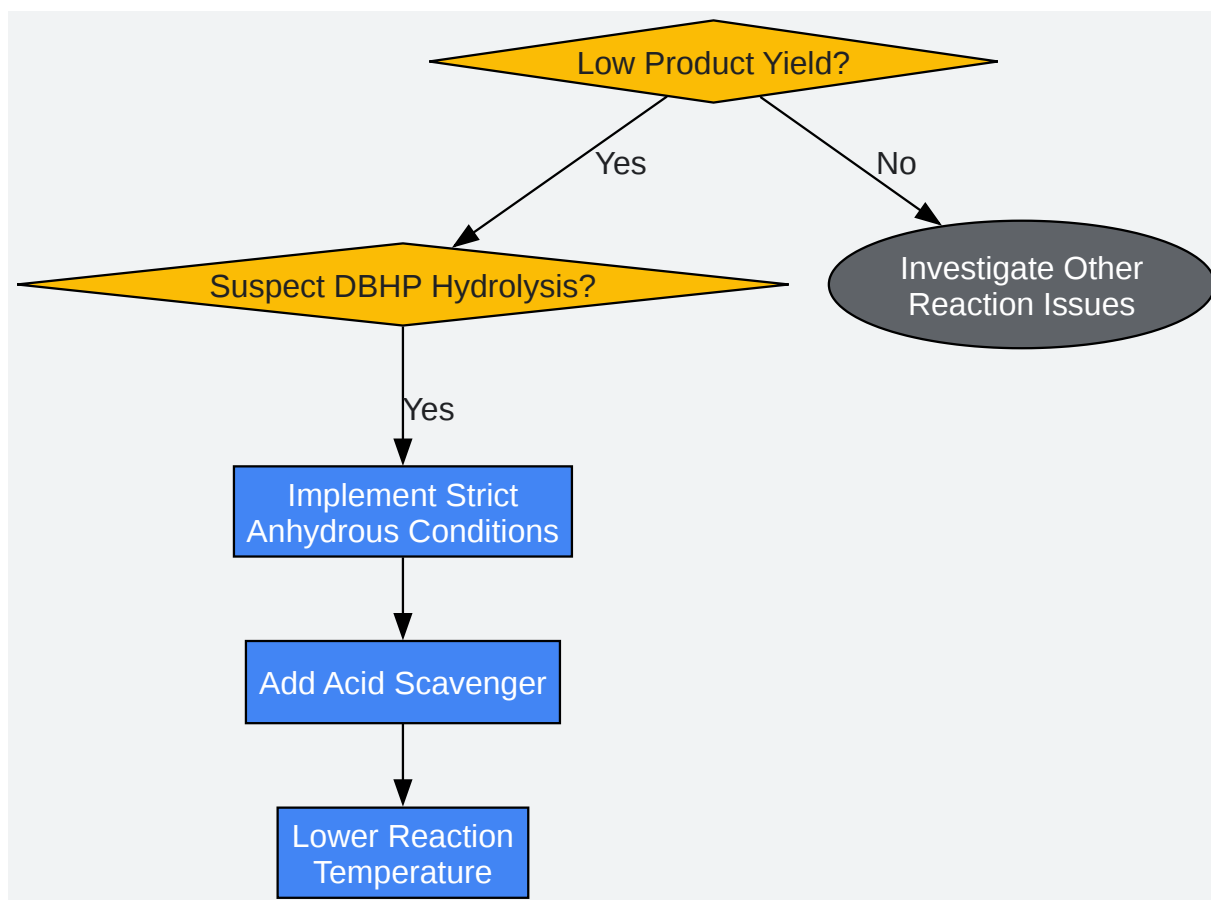 Low Product Yield?
Yes
No
Suspect DBHP Hydrolysis?
Investigate Other
Reaction Issues
Yes
Implement Strict
Anhydrous Conditions
Add Acid Scavenger
Lower Reaction
Temperature